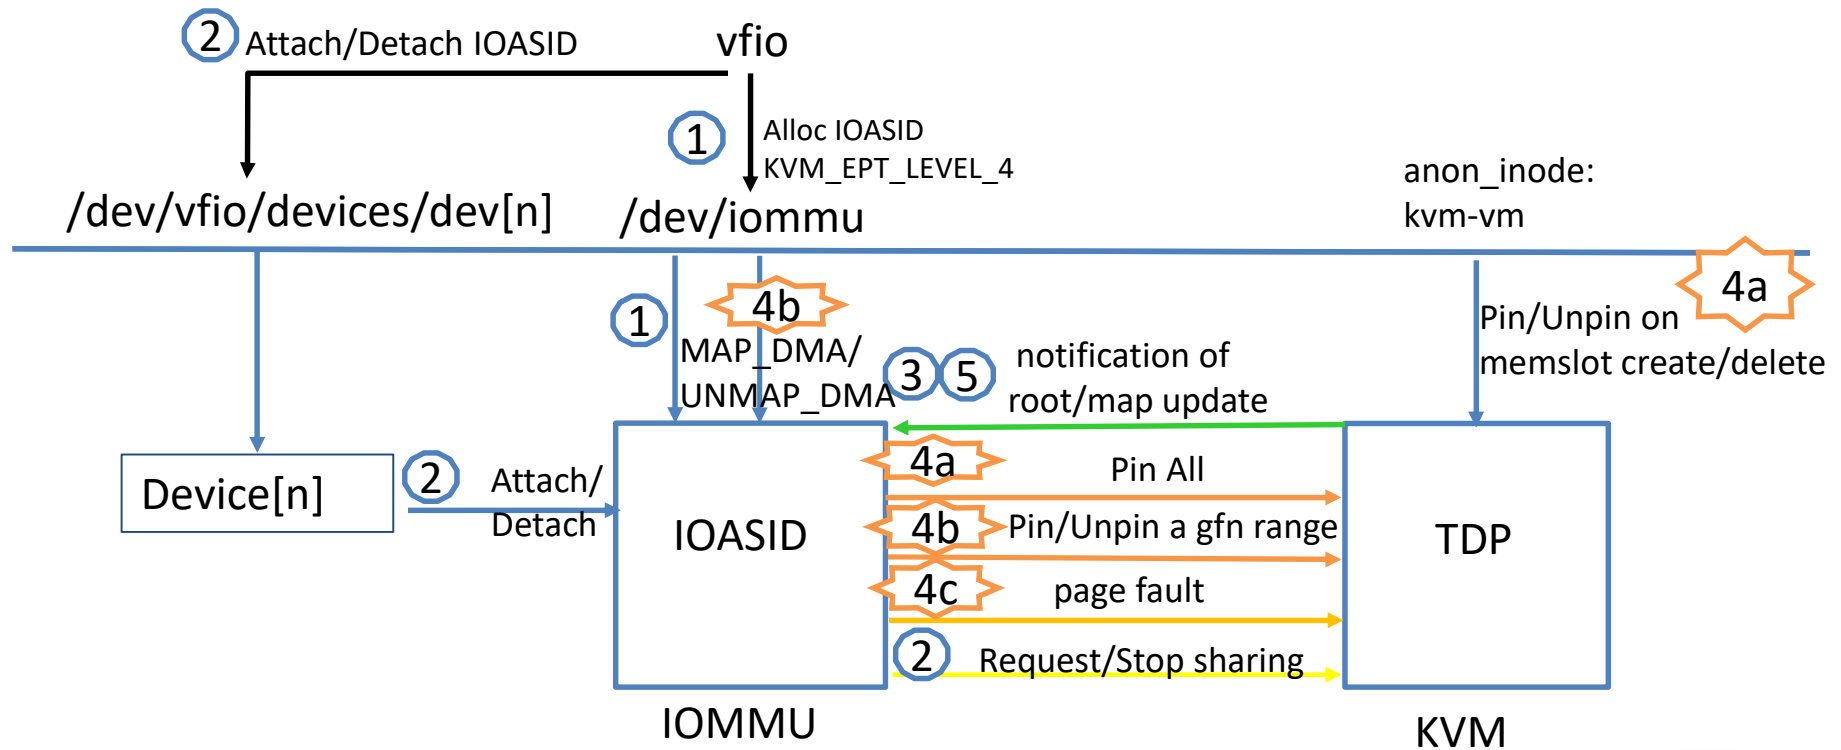 2
Attach/Detach IOASID
vfio
1
Alloc IOASID
KVM_EPT_LEVEL_4
anon_inode:
kvm-vm
/dev/vfio/devices/dev[n]
/dev/iommu
4a
4b
1
MAP_DMA/
UNMAP_DMA
3
5
notification of
root/map update
Pin/Unpin on
memslot create/delete
Device[n]
2
Attach/
Detach
IOASID
4a
Pin All
4b
Pin/Unpin a gfn range
4c
page fault
2
Request/Stop sharing
TDP
IOMMU
KVM